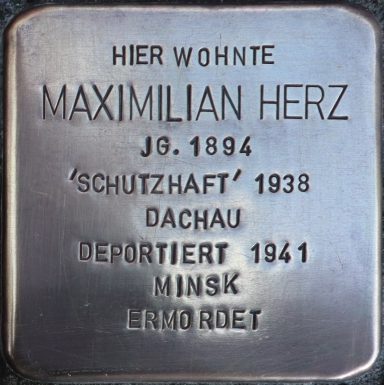 HIER WOHNTE
MAXIMILIAN HERZ
JG. 1894
'SCHUTZHAFT' 1938
DACHAU
DEPORTIERT 1941
MINSK
ERMORDET